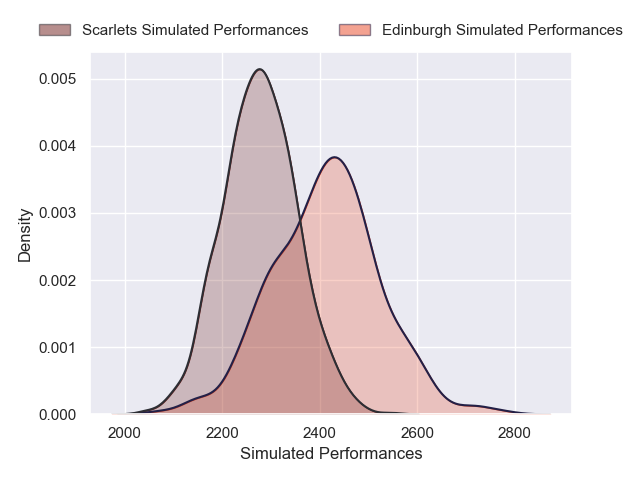 Scarlets Simulated Performances Edinburgh Simulated Performances
0.005
0.004
0.003
0.002
0.001
0.000
Density
2000 2200 2400 2600 2800
Simulated Performances